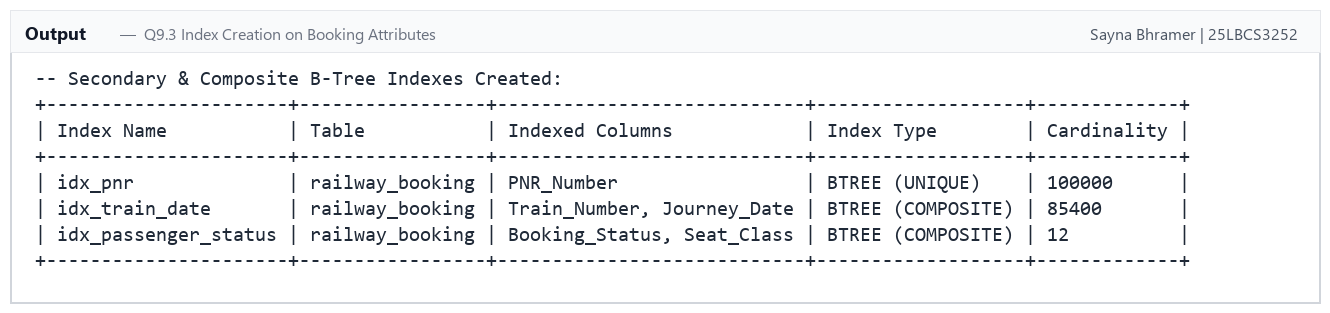 Output — Q9.3 Index Creation on Booking Attributes Sayna Bhramer | 25LBCS3252
-- Secondary & Composite B-Tree Indexes Created:
+----------------------+----------------+----------------------------+-------------------+-------------+
| Index Name           | Table          | Indexed Columns            | Index Type        | Cardinality |
+----------------------+----------------+----------------------------+-------------------+-------------+
| idx_pnr              | railway_booking | PNR_Number                 | BTREE (UNIQUE)    | 100000      |
| idx_train_date       | railway_booking | Train_Number, Journey_Date | BTREE (COMPOSITE) | 85400       |
| idx_passenger_status | railway_booking | Booking_Status, Seat_Class | BTREE (COMPOSITE) | 12          |
+----------------------+----------------+----------------------------+-------------------+-------------+